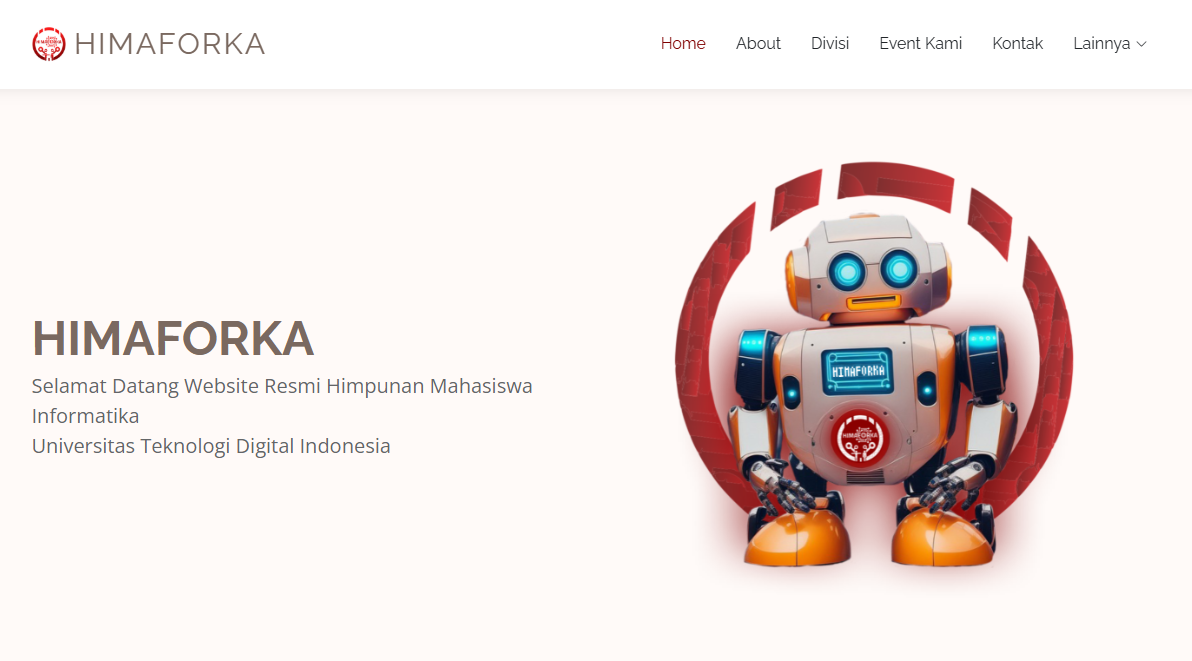 HIMAFORKA
Home
About
Divisi
Event Kami
Kontak
Lainnya
HIMAFORKA
Selamat Datang Website Resmi Himpunan Mahasiswa
Informatika
Universitas Teknologi Digital Indonesia
HIMAFORKA
HIMAFORKA